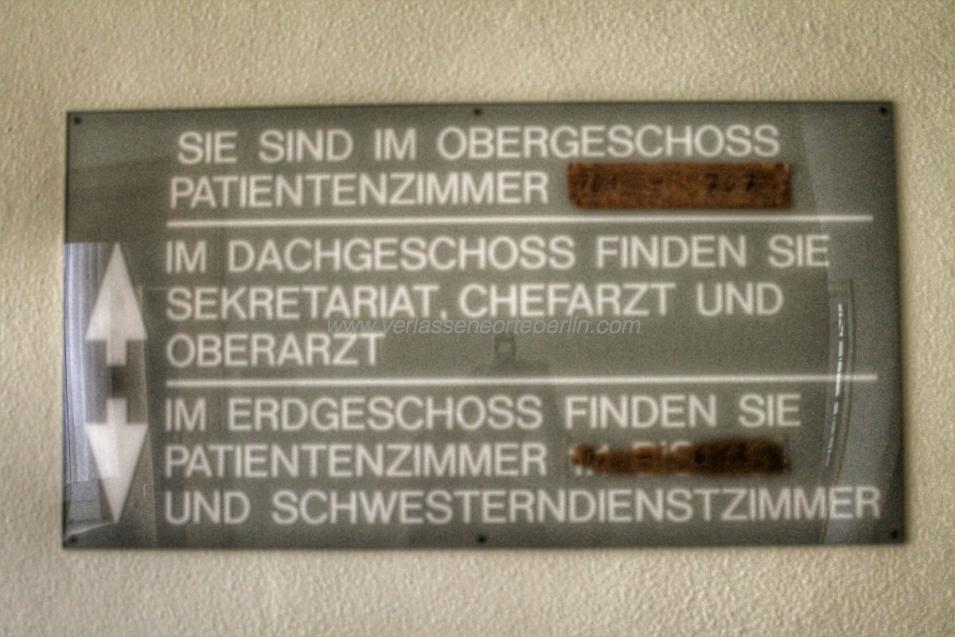 SIE SIND IM OBERGESCHOSS
PATIENTENZIMMER
IM DACHGESCHOSS FINDEN SIE
SEKRETARIAT, CHEFARZT UND
www.verlasseneorteberlin.com
OBERARZT
IM ERDGESCHOSS FINDEN SIE
PATIENTENZIMMER
UND SCHWESTERNDIENSTZIMMER